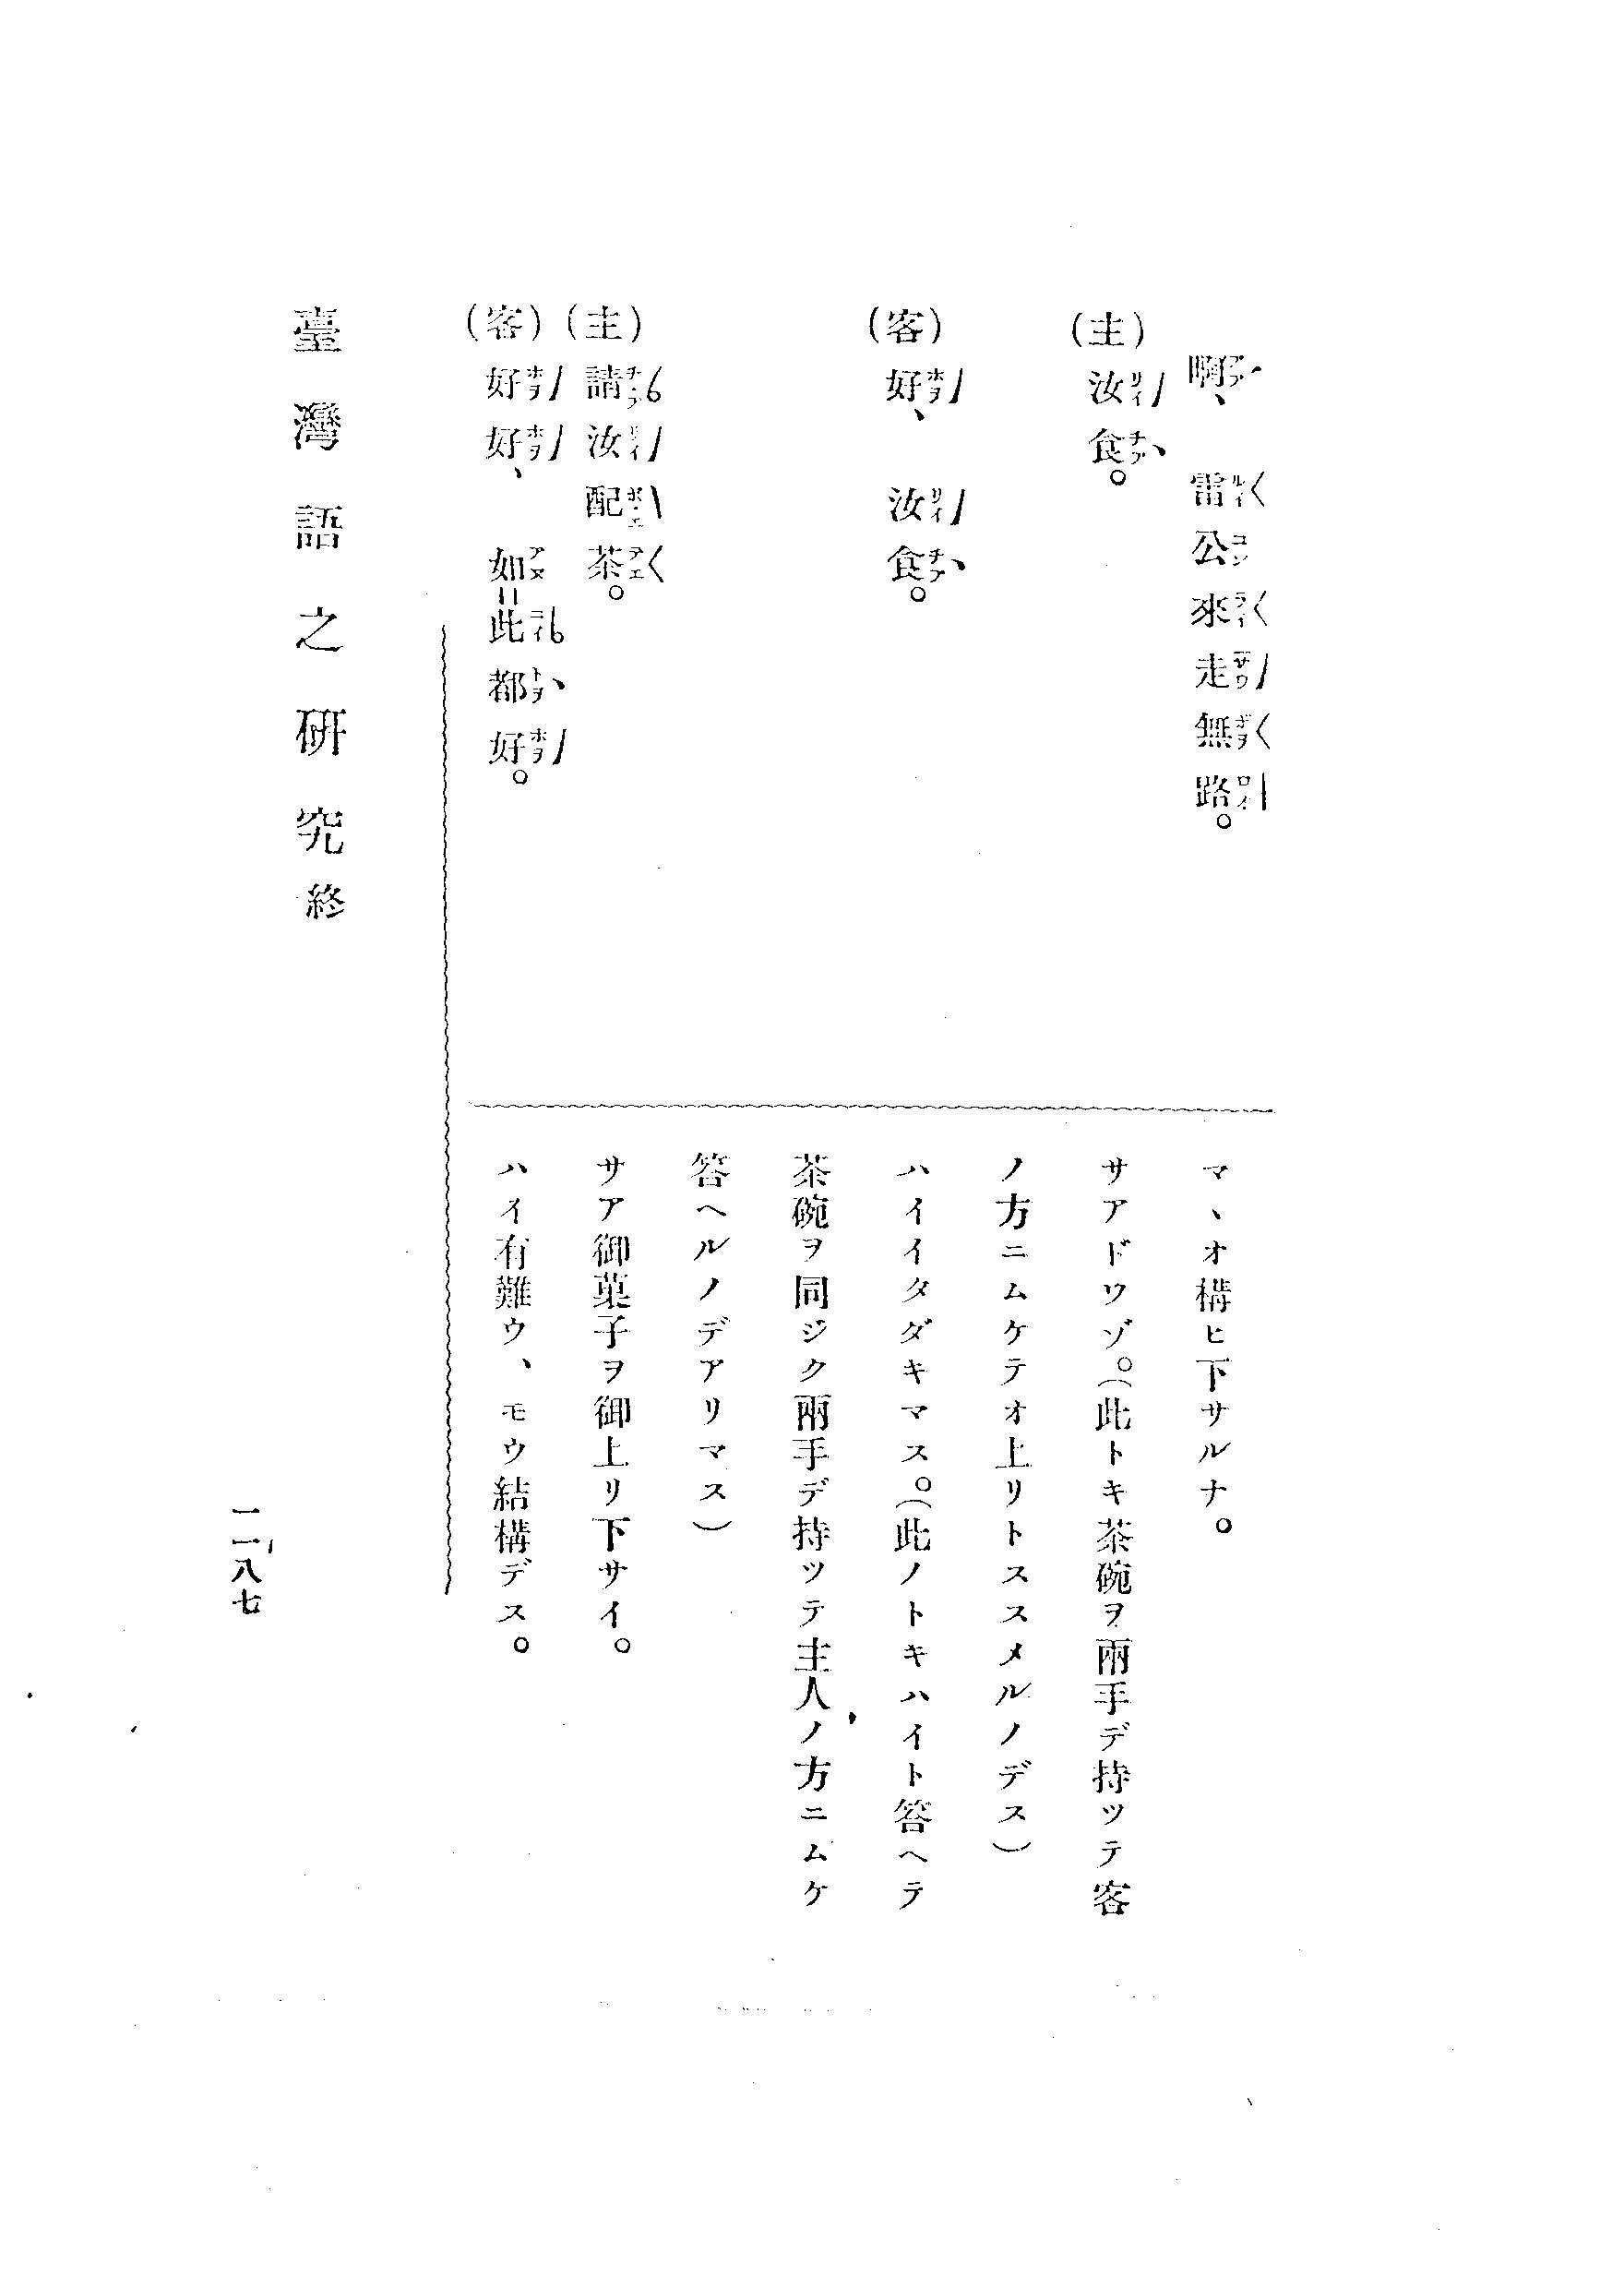 啊、雷公來走無路。
(主)汝食。
(客)好、汝食。
(主)請汝配茶。
(客)好好、如此都好。
マ、オ構ヒ下サルナ。
サアドウゾ。(此トキ茶碗ヲ兩手デ持ツテ客
ノ方ニムケテオ上リトススメルノデス)
ハイイタダキマス。(此ノトキハイト答ヘテ
茶碗ヲ同ジク兩手デ持ツテ主人ノ方ニムケ
答ヘルノデアリマス)
サア御菓子ヲ御上リ下サイ。
ハイ有難ウ、モウ結構デス。
臺灣語之硏究終